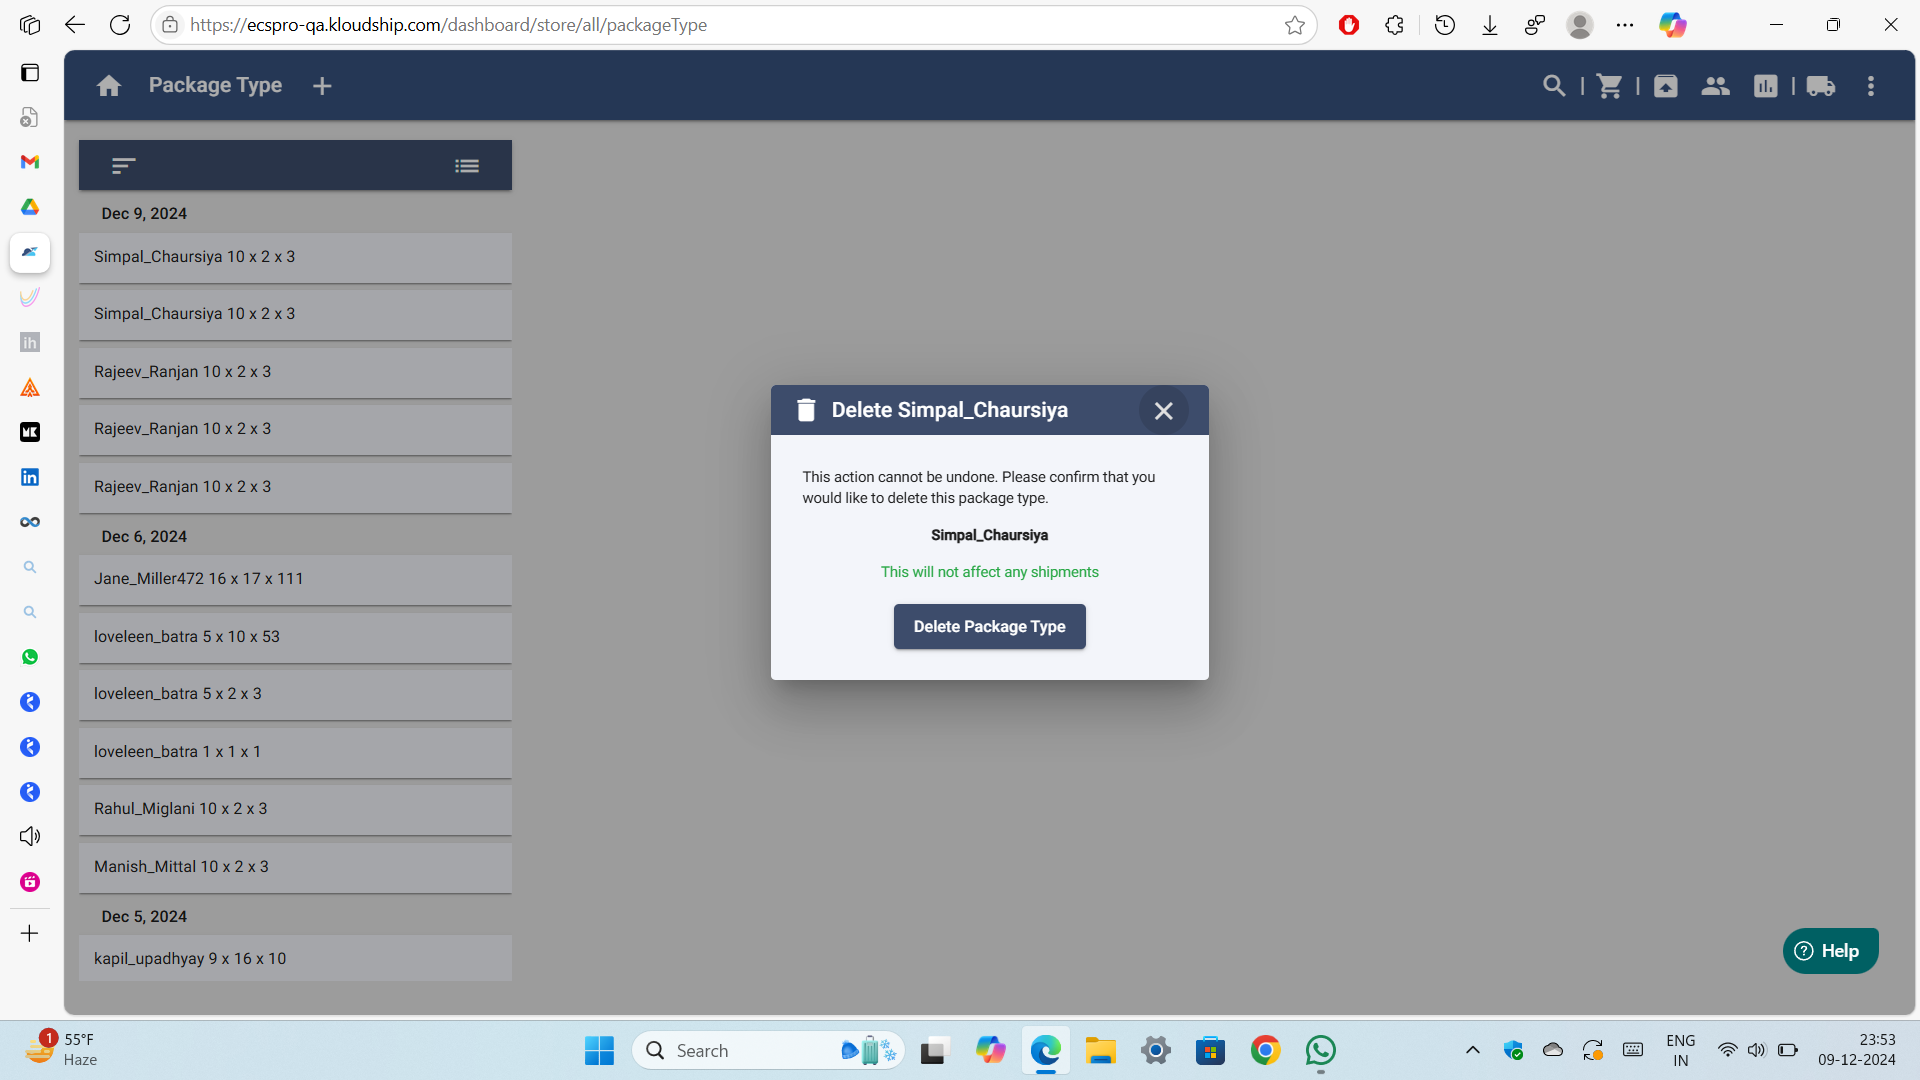 https://ecspro-qa.kloudship.com/dashboard/store/all/packageType
Package Type
Dec 9, 2024
Simpal_Chaursiya 10 x 2 x 3
Simpal_Chaursiya 10 x 2 x 3
Rajeev_Ranjan 10 x 2 x 3
Rajeev_Ranjan 10 x 2 x 3
Rajeev_Ranjan 10 x 2 x 3
Dec 6, 2024
Jane_Miller472 16 x 17 x 111
loveleen_batra 5 x 10 x 53
loveleen_batra 5 x 2 x 3
loveleen_batra 1 x 1 x 1
Rahul_Miglani 10 x 2 x 3
Manish_Mittal 10 x 2 x 3
Dec 5, 2024
kapil_upadhyay 9 x 16 x 10
Delete Simpal_Chaursiya
This action cannot be undone. Please confirm that you
would like to delete this package type.
Simpal_Chaursiya
This will not affect any shipments
Delete Package Type
Help
ih
MK
in
1
55°F
Haze
Search
ENG
IN
23:53
09-12-2024